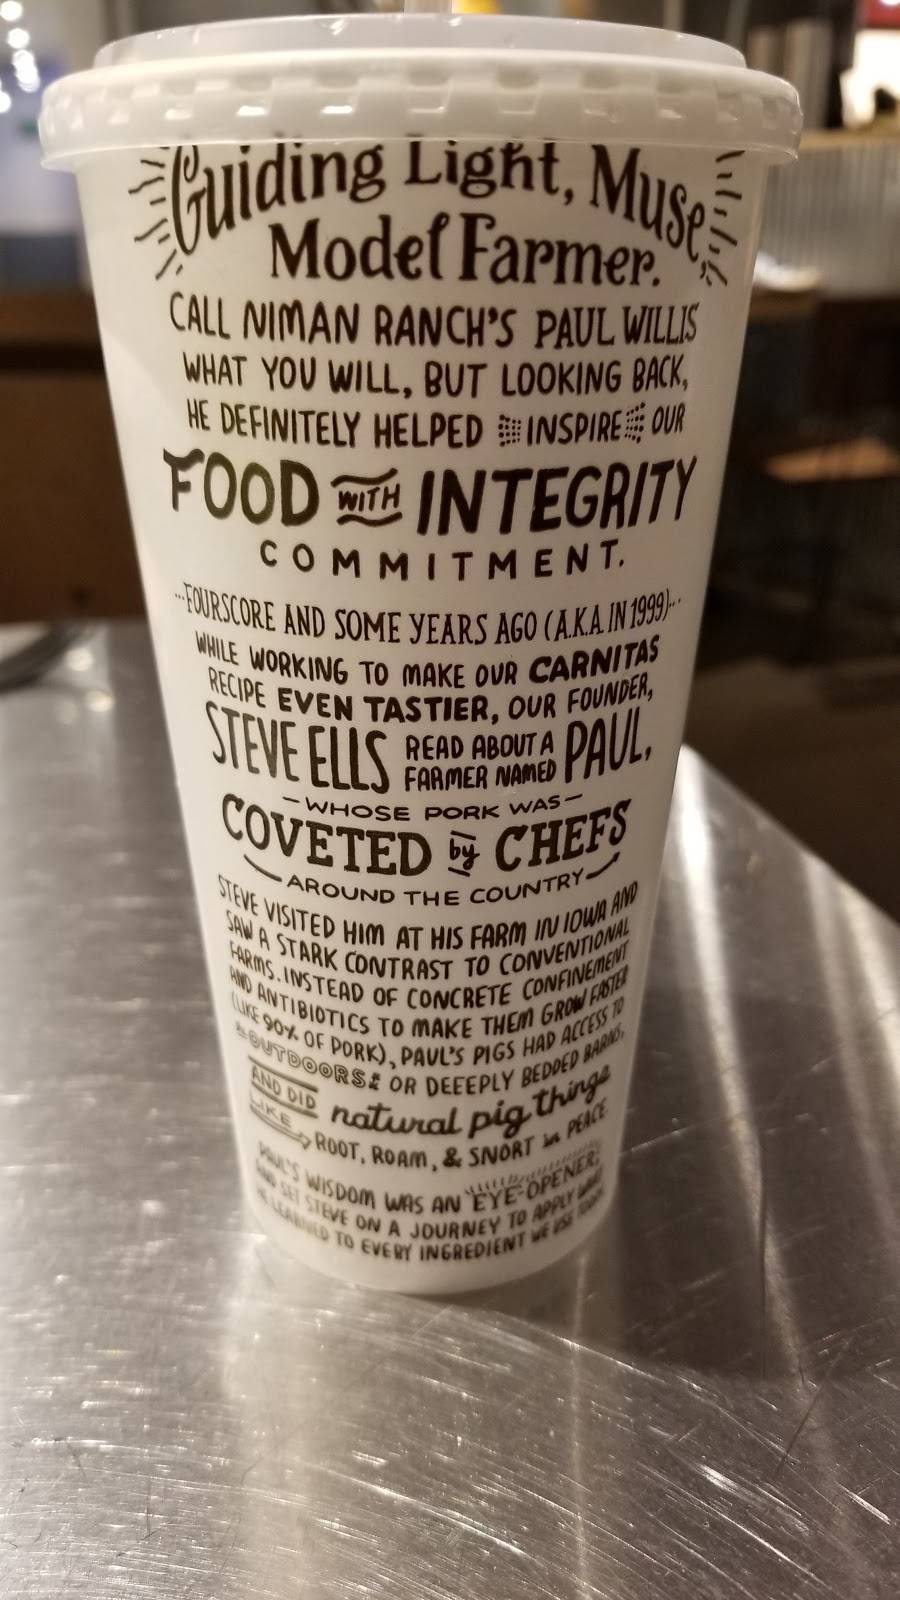 Guiding Light, Muse,
Model Farmer.
CALL NIMAN RANCH'S PAUL WILLIS
WHAT YOU WILL, BUT LOOKING BACK,
HE DEFINITELY HELPED INSPIRE OUR
FOOD WITH INTEGRITY
COMMITMENT.
...FOURSCORE AND SOME YEARS AGO (A.K.A. IN 1999)...
WHILE WORKING TO MAKE OUR CARNITAS
RECIPE EVEN TASTIER, OUR FOUNDER,
STEVE ELLS READ ABOUT A FARMER NAMED PAUL,
WHOSE PORK WAS
COVETED by CHEFS
AROUND THE COUNTRY
STEVE VISITED HIM AT HIS FARM IN IOWA AND
SAW A STARK CONTRAST TO CONVENTIONAL
FARMS. INSTEAD OF CONCRETE CONFINEMENT
AND ANTIBIOTICS TO MAKE THEM GROW FASTER
(LIKE 90% OF PORK), PAUL'S PIGS HAD ACCESS TO
OUTDOORS OR DEEEPLY BEDDED BARNS,
AND DID natural pig things
LIKE ROOT, ROAM, & SNORT in PEACE.
PAUL'S WISDOM WAS AN EYE-OPENER,
AND SET STEVE ON A JOURNEY TO APPLY WHAT
HE LEARNED TO EVERY INGREDIENT WE USE TODAY.